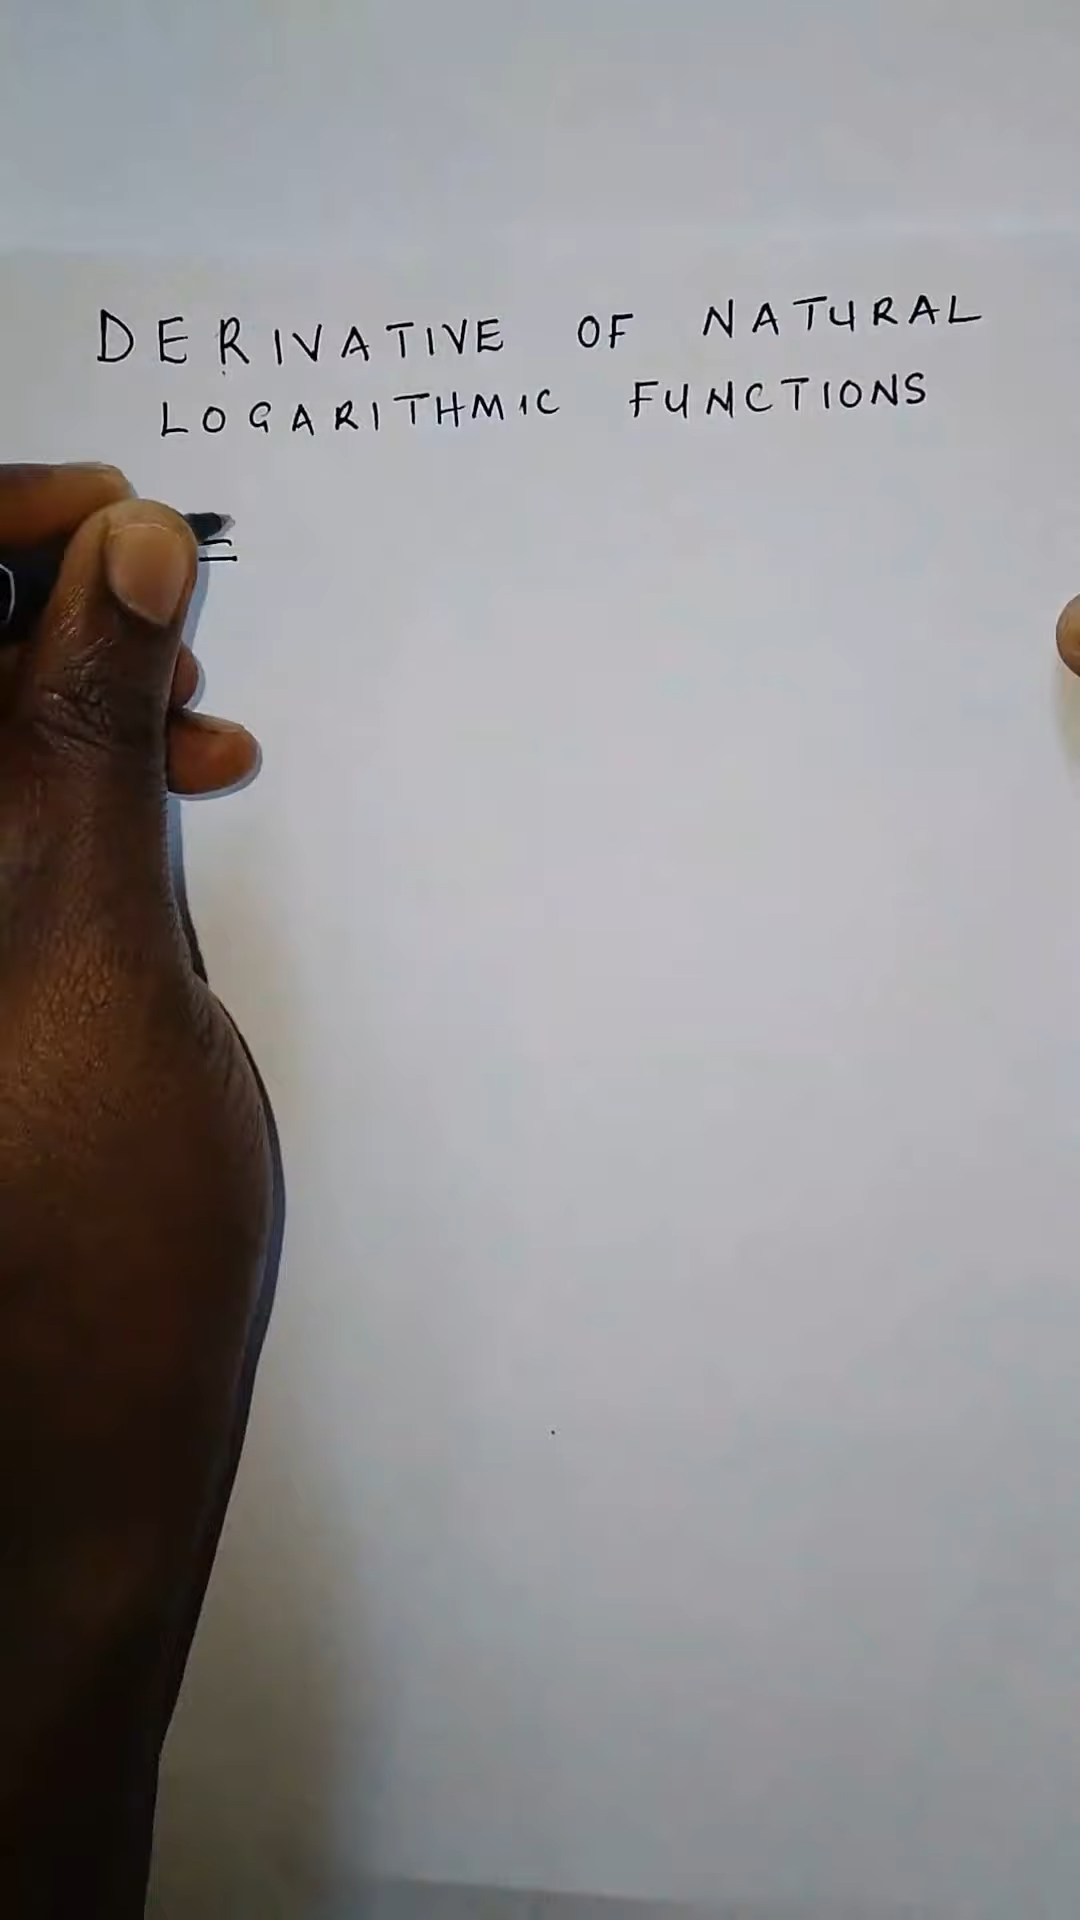 DERIVATIVE OF NATURAL
LOGARITHMIC FUNCTIONS
=